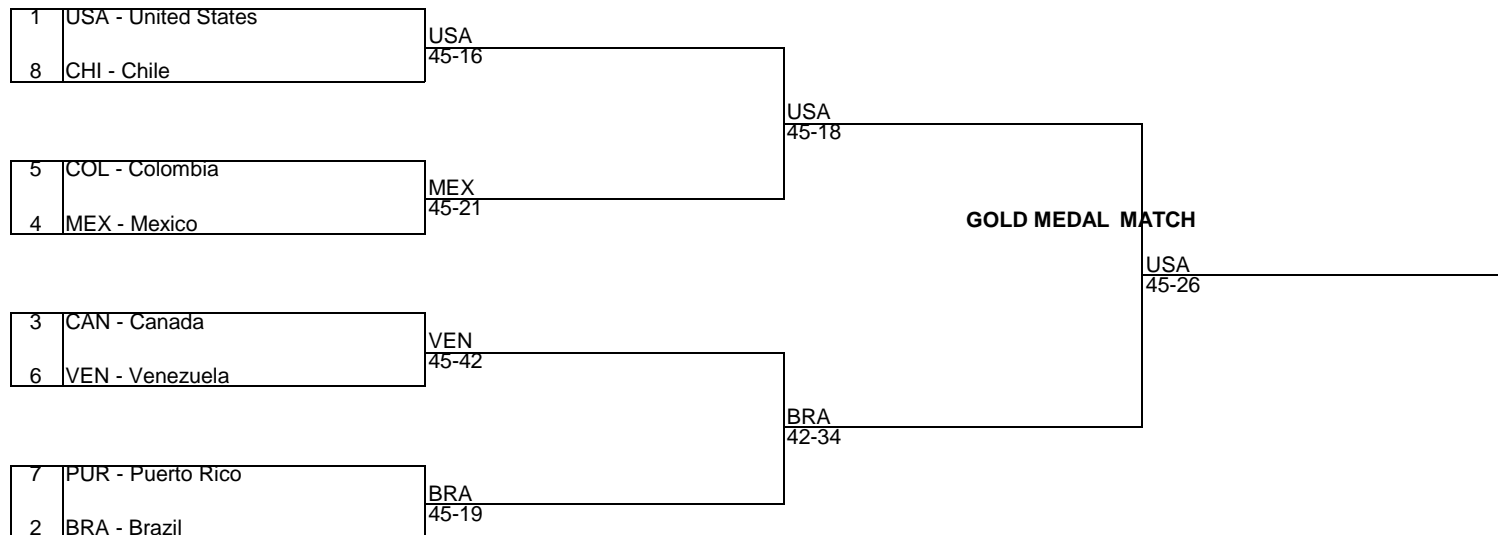 1 USA - United States
USA
45-16
8 CHI - Chile
USA
45-18
5 COL - Colombia
MEX
45-21
4 MEX - Mexico
GOLD MEDAL MATCH
USA
45-26
3 CAN - Canada
VEN
45-42
6 VEN - Venezuela
BRA
42-34
7 PUR - Puerto Rico
BRA
45-19
2 BRA - Brazil